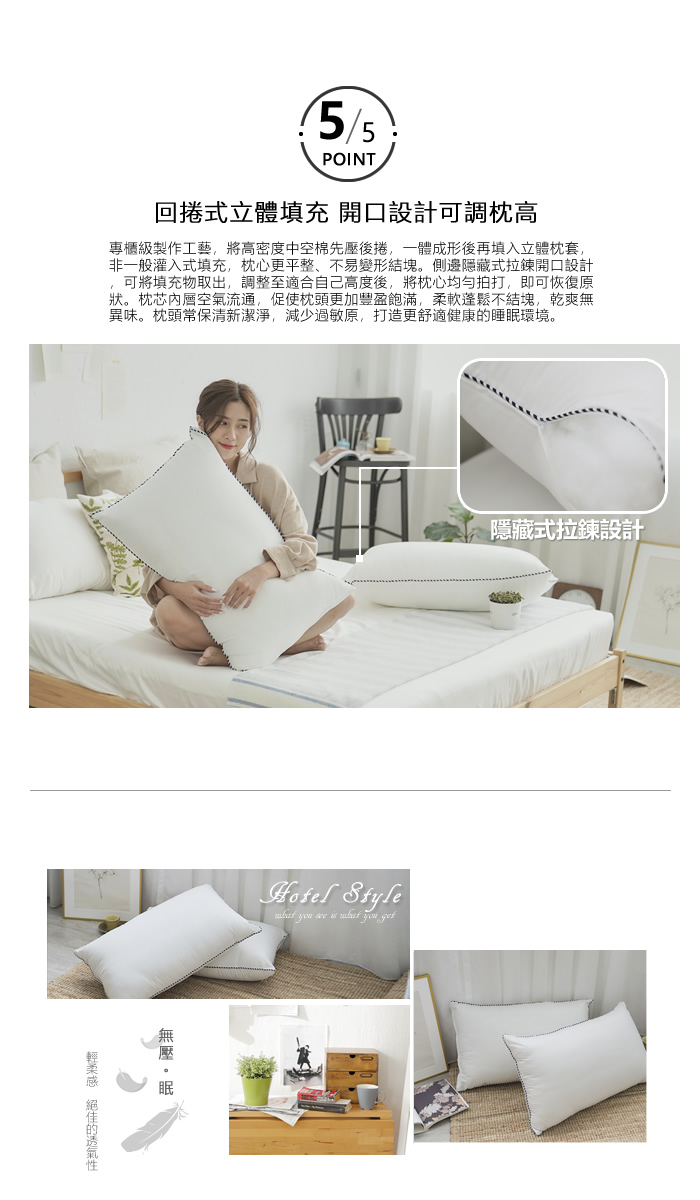 5/5
POINT
回捲式立體填充 開口設計可調枕高
專櫃級製作工藝，將高密度中空棉先壓後捲，一體成形後再填入立體枕套，
非一般灌入式填充，枕心更平整、不易變形結塊。側邊隱藏式拉鍊開口設計
，可將填充物取出，調整至適合自己高度後，將枕心均勻拍打，即可恢復原
狀。枕芯內層空氣流通，促使枕頭更加豐盈飽滿，柔軟蓬鬆不結塊，乾爽無
異味。枕頭常保清新潔淨，減少過敏原，打造更舒適健康的睡眠環境。
隱藏式拉鍊設計
Hotel Style
what you see is what you get
無壓。眠
輕柔感 絕佳的透氣性